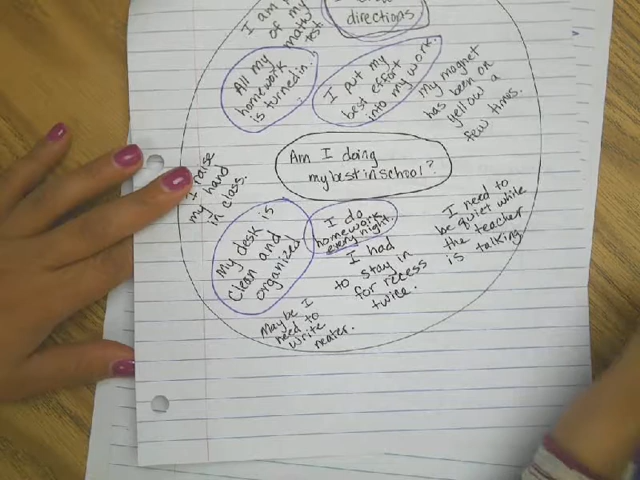 directions
I am
of my
math
test
All my
homework
is turned in.
I put my
best effort
into my work.
My magnet
has been on
yellow a
few times.
Am I doing
my best in school?
I raise
my hand
in class.
My desk is
clean and
organized
I do
homework
every night.
I need to
be quiet while
the teacher
is talking
I had
to stay in
for recess
twice.
Maybe I
need to
write
neater.